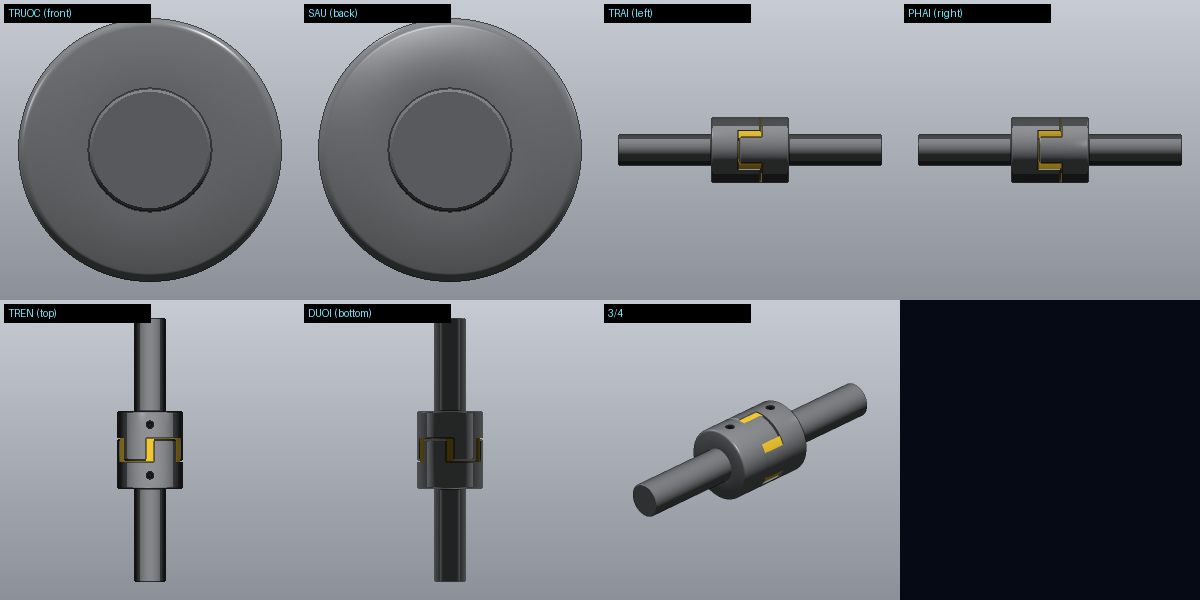 TRUOC (front)
SAU (back)
TRAI (left)
PHAI (right)
TREN (top)
DUOI (bottom)
3/4